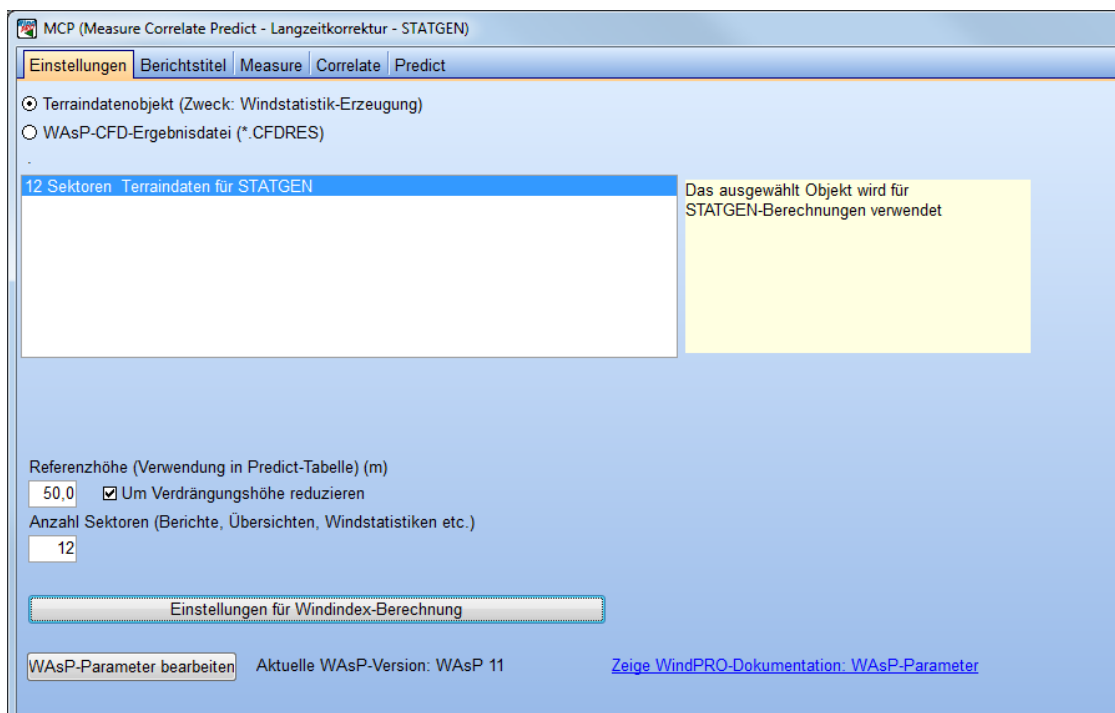 MCP (Measure Correlate Predict - Langzeitkorrektur - STATGEN)
Einstellungen Berichtstitel Measure Correlate Predict
Terraindatenobjekt (Zweck: Windstatistik-Erzeugung)
WAsP-CFD-Ergebnisdatei (*.CFDRES)
.
12 Sektoren Terraindaten für STATGEN
Das ausgewählt Objekt wird für
STATGEN-Berechnungen verwendet
Referenzhöhe (Verwendung in Predict-Tabelle) (m)
50,0 Um Verdrängungshöhe reduzieren
Anzahl Sektoren (Berichte, Übersichten, Windstatistiken etc.)
12
Einstellungen für Windindex-Berechnung
WAsP-Parameter bearbeiten Aktuelle WAsP-Version: WAsP 11 Zeige WindPRO-Dokumentation: WAsP-Parameter